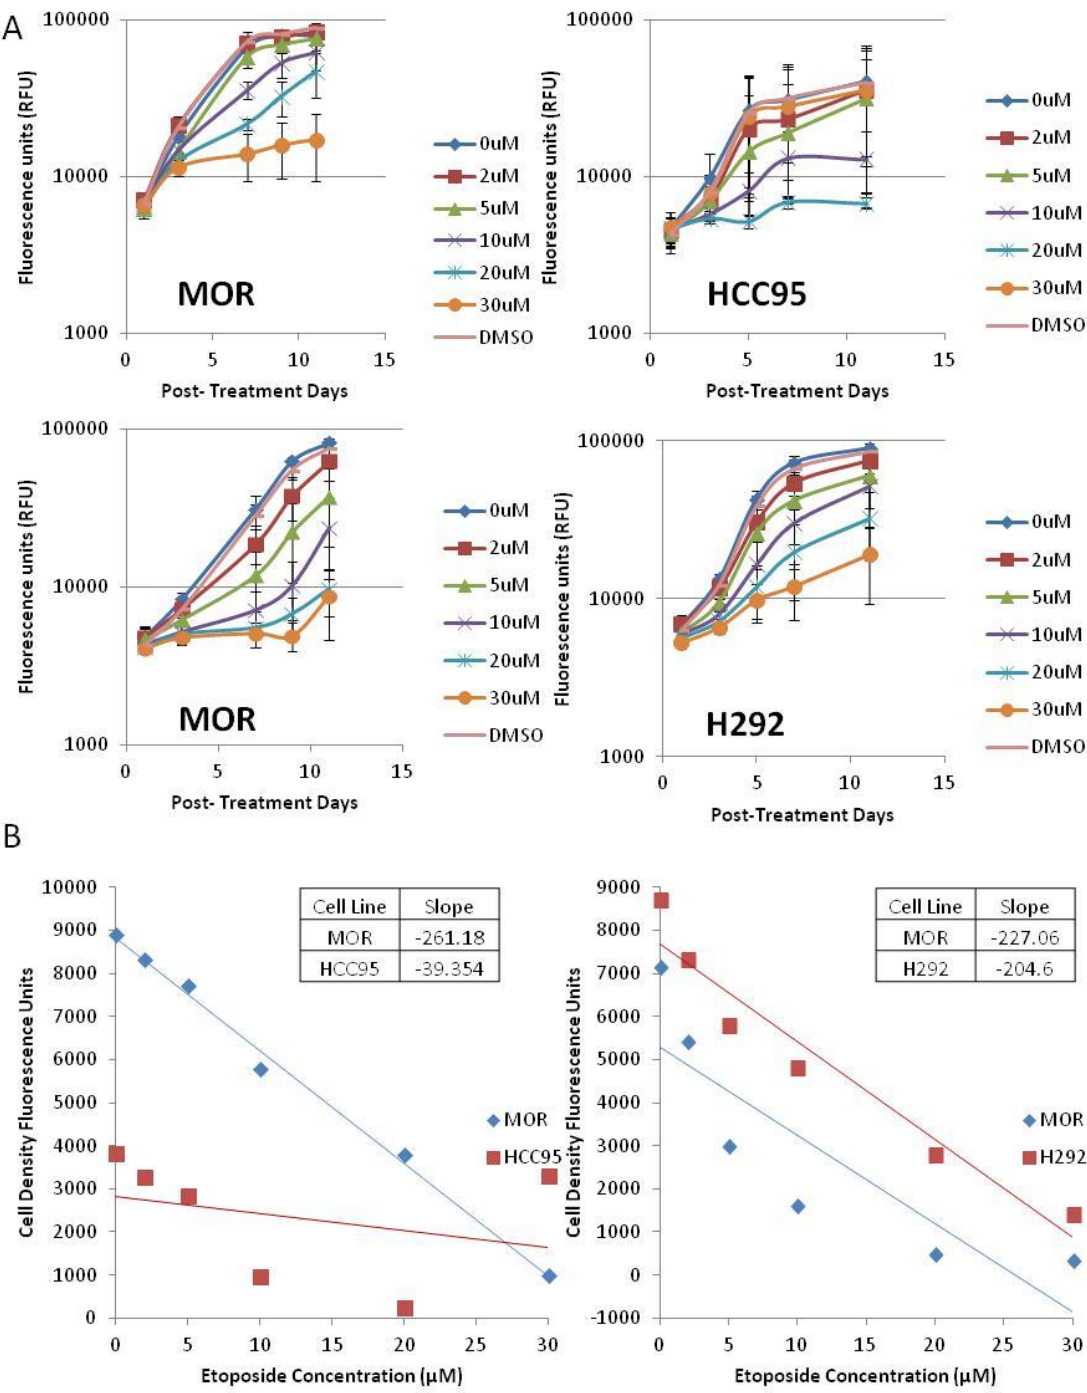 A
Fluorescence units (RFU)
100000
10000
1000
0 5 10 15
Post- Treatment Days
MOR
0uM
2uM
5uM
10uM
20uM
30uM
DMSO
Fluorescence units (RFU)
100000
10000
1000
0 5 10 15
Post-Treatment Days
HCC95
0uM
2uM
5uM
10uM
20uM
30uM
DMSO
Fluorescence units (RFU)
100000
10000
1000
0 5 10 15
Post- Treatment Days
MOR
0uM
2uM
5uM
10uM
20uM
30uM
DMSO
Fluorescence units (RFU)
100000
10000
1000
0 5 10 15
Post-Treatment Days
H292
0uM
2uM
5uM
10uM
20uM
30uM
DMSO
B
Cell Density Fluorescence Units
10000
9000
8000
7000
6000
5000
4000
3000
2000
1000
0
0 5 10 15 20 25 30
Etoposide Concentration (μM)
Cell Line Slope
MOR -261.18
HCC95 -39.354
MOR
HCC95
Cell Density Fluorescence Units
9000
8000
7000
6000
5000
4000
3000
2000
1000
0
-1000
0 5 10 15 20 25 30
Etoposide Concentration (μM)
Cell Line Slope
MOR -227.06
H292 -204.6
MOR
H292